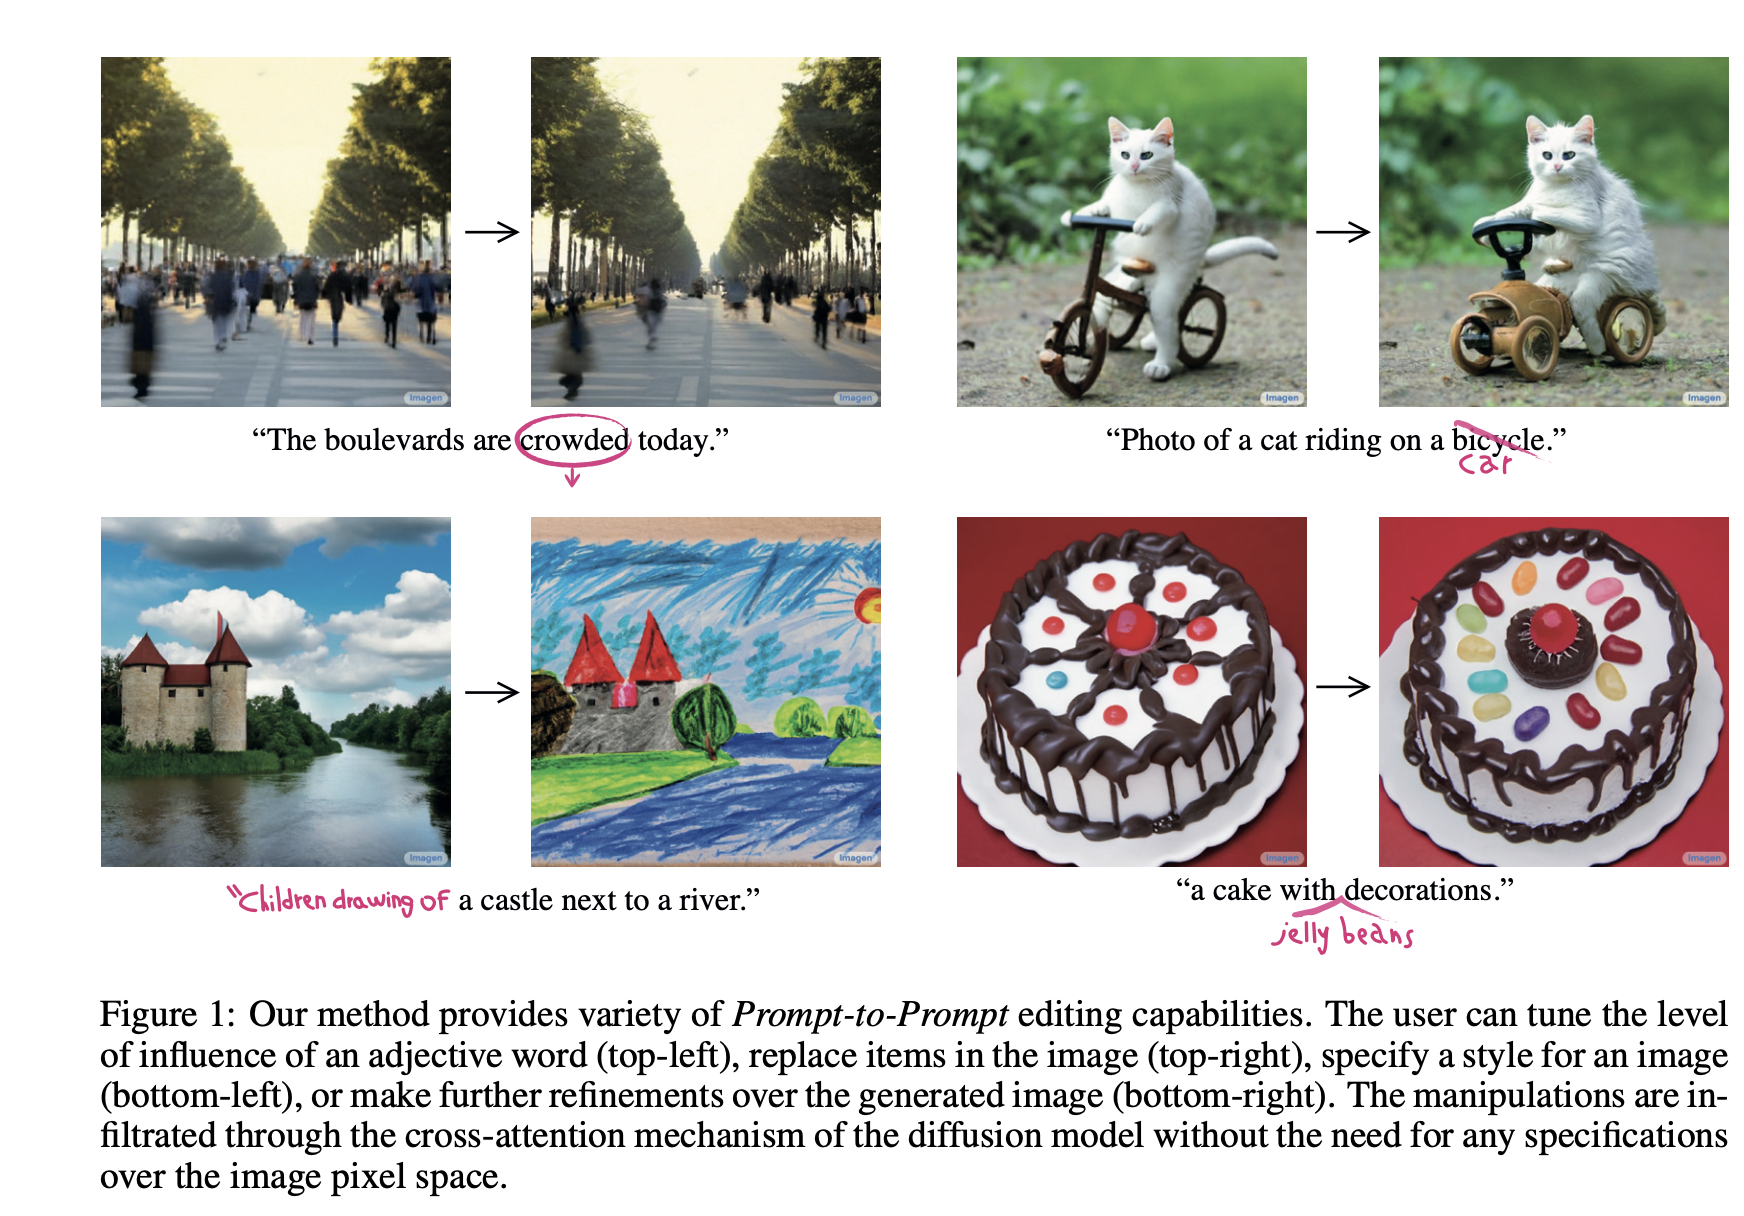 Imagen
Imagen
Imagen
Imagen
“The boulevards are crowded today.”
“Photo of a cat riding on a bicycle.”
car
Imagen
Imagen
Imagen
Imagen
“Children drawing of a castle next to a river.”
“a cake with decorations.”
jelly beans
Figure 1: Our method provides variety of Prompt-to-Prompt editing capabilities. The user can tune the level
of influence of an adjective word (top-left), replace items in the image (top-right), specify a style for an image
(bottom-left), or make further refinements over the generated image (bottom-right). The manipulations are in-
filtrated through the cross-attention mechanism of the diffusion model without the need for any specifications
over the image pixel space.